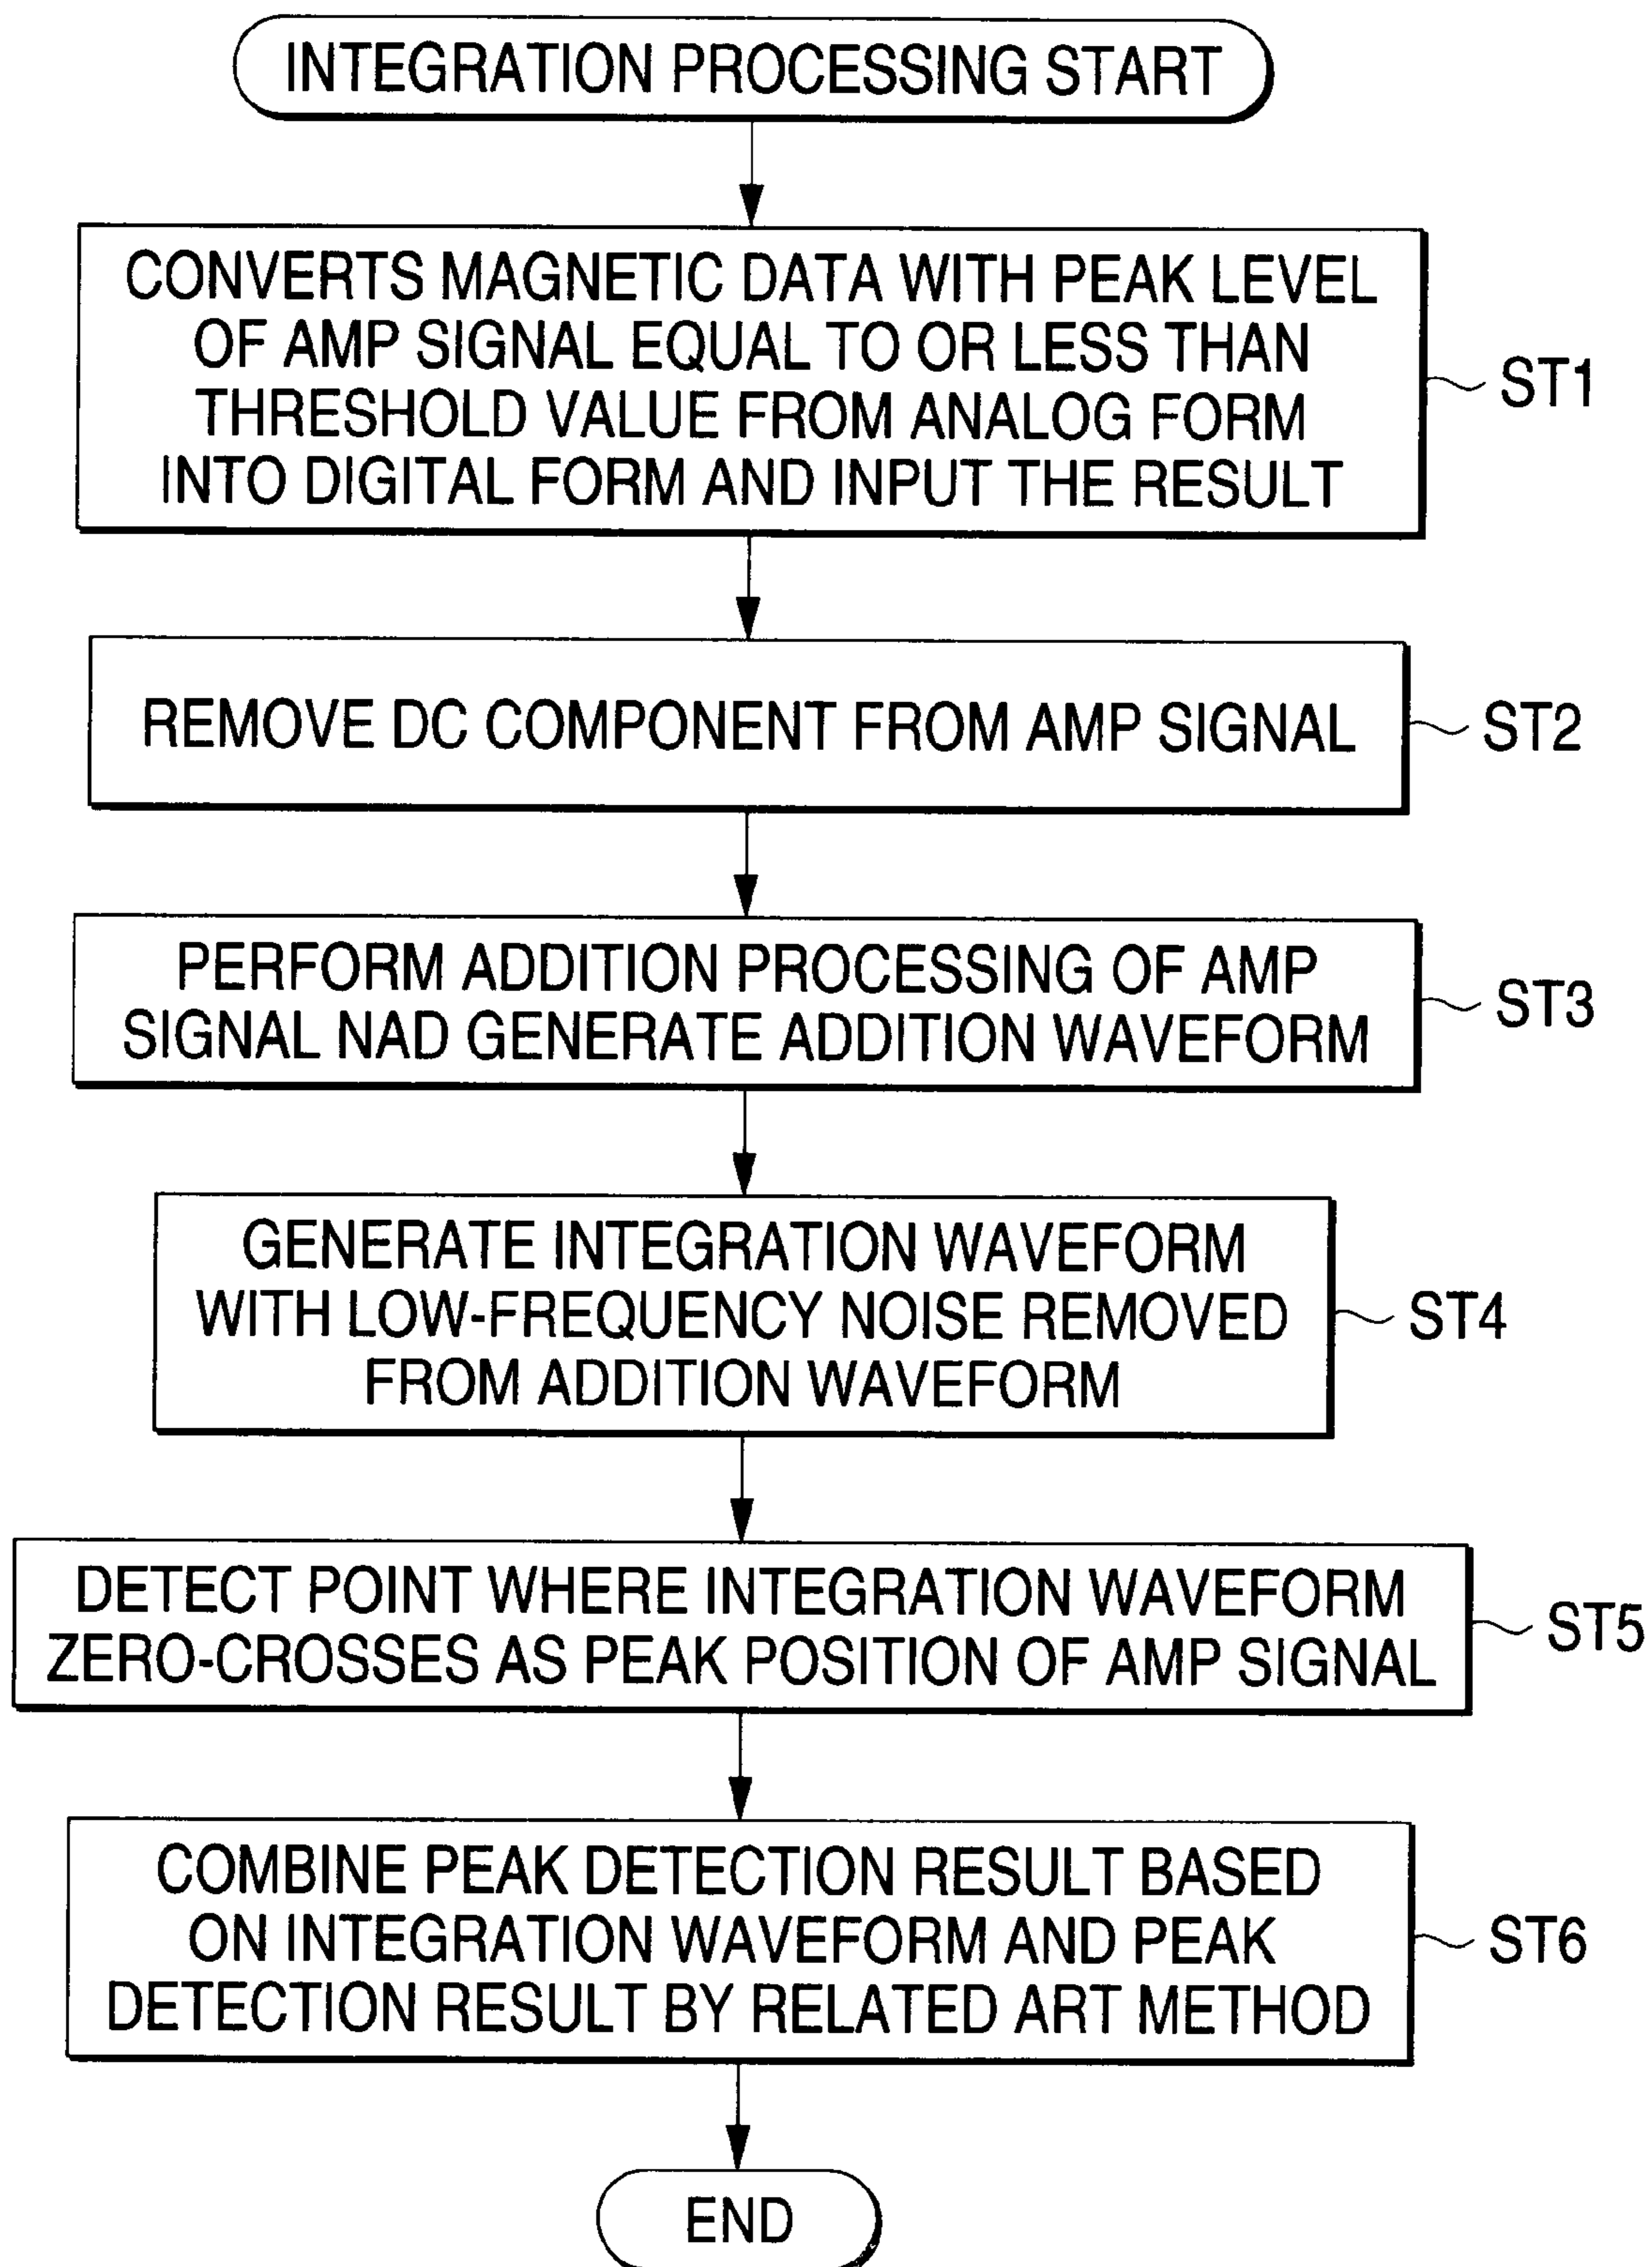 INTEGRATION PROCESSING START
CONVERTS MAGNETIC DATA WITH PEAK LEVEL
OF AMP SIGNAL EQUAL TO OR LESS THAN
THRESHOLD VALUE FROM ANALOG FORM
INTO DIGITAL FORM AND INPUT THE RESULT
ST1
REMOVE DC COMPONENT FROM AMP SIGNAL
ST2
PERFORM ADDITION PROCESSING OF AMP
SIGNAL NAD GENERATE ADDITION WAVEFORM
ST3
GENERATE INTEGRATION WAVEFORM
WITH LOW-FREQUENCY NOISE REMOVED
FROM ADDITION WAVEFORM
ST4
DETECT POINT WHERE INTEGRATION WAVEFORM
ZERO-CROSSES AS PEAK POSITION OF AMP SIGNAL
ST5
COMBINE PEAK DETECTION RESULT BASED
ON INTEGRATION WAVEFORM AND PEAK
DETECTION RESULT BY RELATED ART METHOD
ST6
END